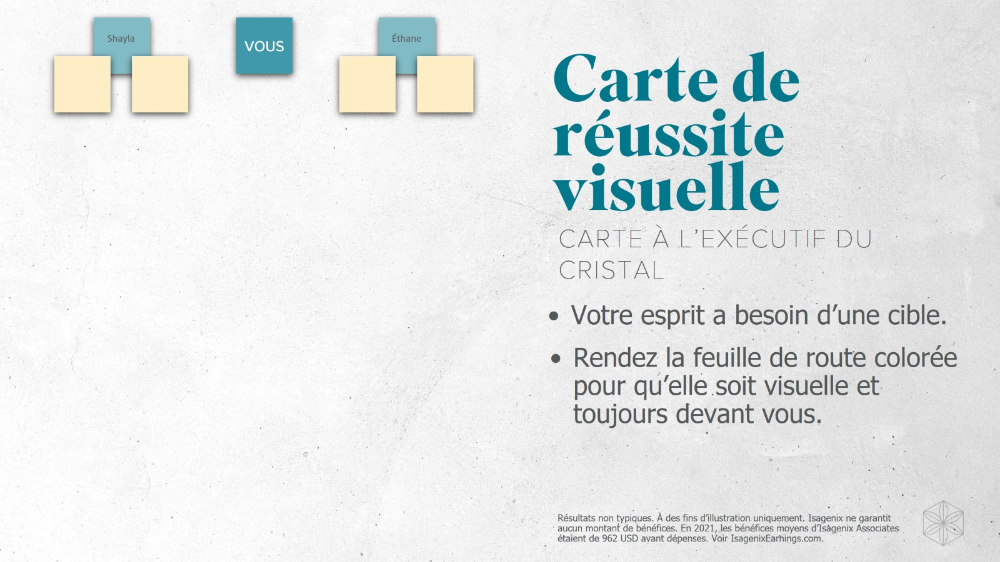 Shayla
VOUS
Éthane
Carte de
réussite
visuelle
CARTE À L’EXÉCUTIF DU
CRISTAL
• Votre esprit a besoin d’une cible.
• Rendez la feuille de route colorée
pour qu’elle soit visuelle et
toujours devant vous.
Résultats non typiques. À des fins d’illustration uniquement. Isagenix ne garantit
aucun montant de bénéfices. En 2021, les bénéfices moyens d’Isagenix Associates
étaient de 962 USD avant dépenses. Voir IsagenixEarhings.com.